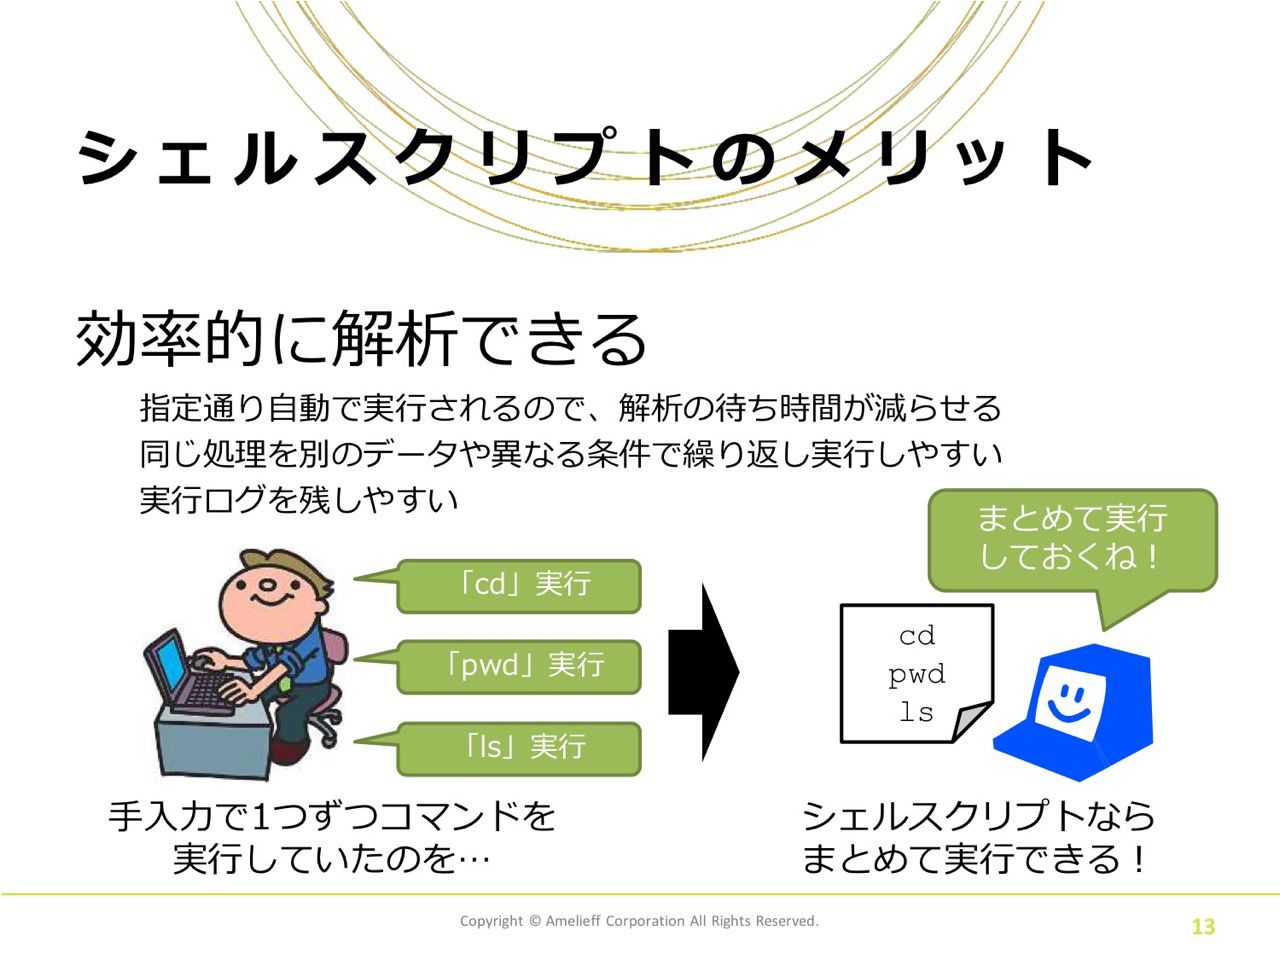 シェルスクリプトのメリット
効率的に解析できる
指定通り自動で実行されるので、解析の待ち時間が減らせる
同じ処理を別のデータや異なる条件で繰り返し実行しやすい
実行ログを残しやすい
「cd」実行
「pwd」実行
「ls」実行
手入力で1つずつコマンドを
実行していたのを…
まとめて実行
しておくね！
cd
pwd
ls
シェルスクリプトなら
まとめて実行できる！
Copyright © Amelieff Corporation All Rights Reserved.
13